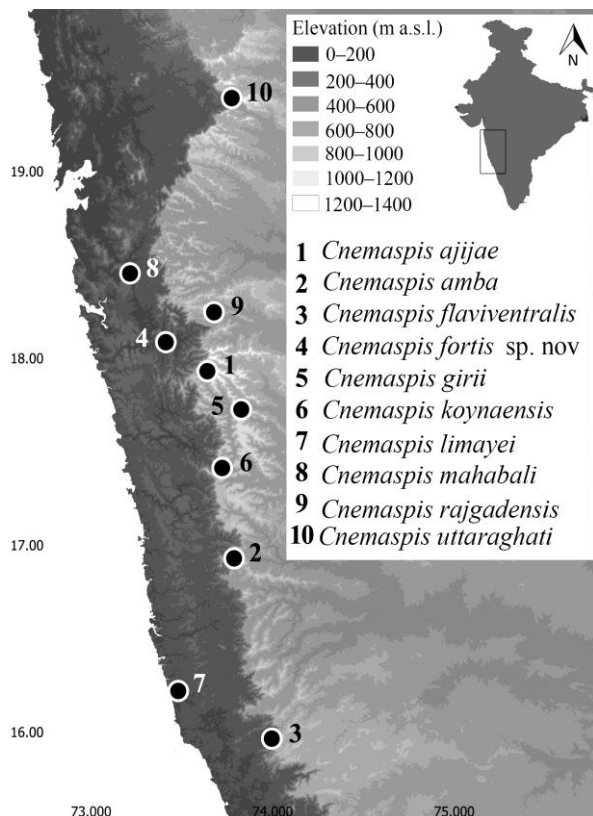 Elevation (m a.s.l.)
0–200
200–400
400–600
600–800
800–1000
1000–1200
1200–1400
N
1 Cnemaspis ajijae
2 Cnemaspis amba
3 Cnemaspis flaviventralis
4 Cnemaspis fortis sp. nov
5 Cnemaspis girii
6 Cnemaspis koynaensis
7 Cnemaspis limayei
8 Cnemaspis mahabali
9 Cnemaspis rajgadensis
10 Cnemaspis uttaraghati
10
19.00
8
9
4
18.00
1
5
6
17.00
2
7
16.00
3
73.000
74.000
75.000